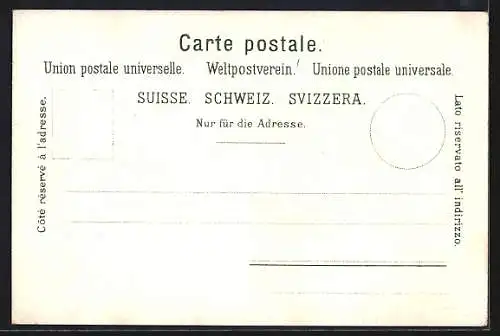 Carte postale.
Union postale universelle. Weltpostverein. Unione postale universale.
SUISSE. SCHWEIZ. SVIZZERA.
Nur für die Adresse.
Côté réservé à l'adresse.
Lato riservato all' indirizzo.